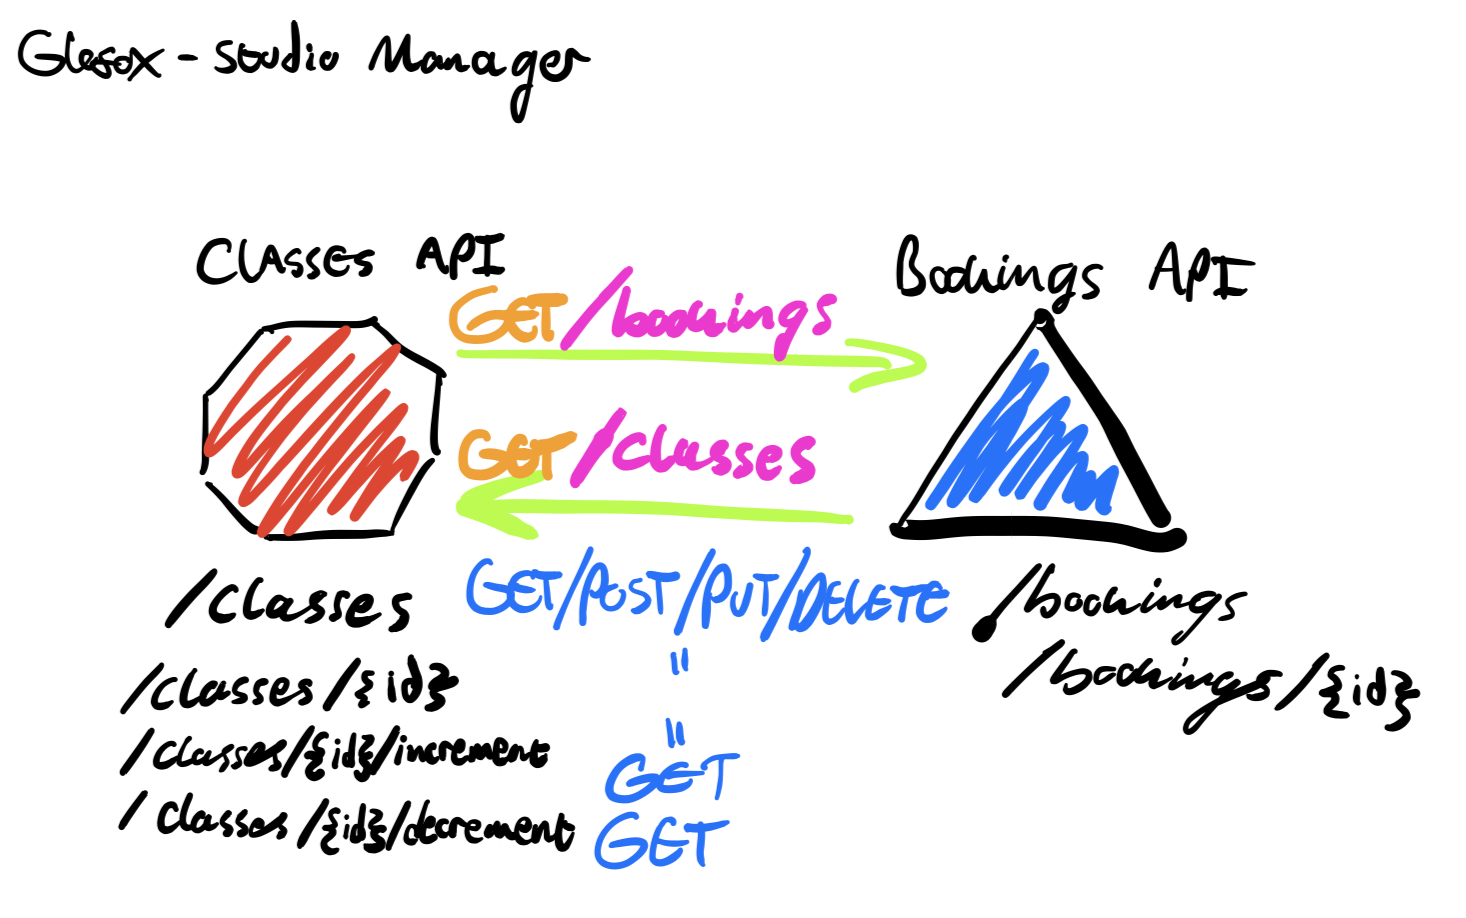 Glesox - Studio Manager
Classes API
Bookings API
GET /bookings
GET /classes
/classes
GET/POST/PUT/DELETE
/bookings
/classes/{id}
"
/bookings/{id}
/classes/{id}/increment
"
GET
/classes/{id}/decrement
GET